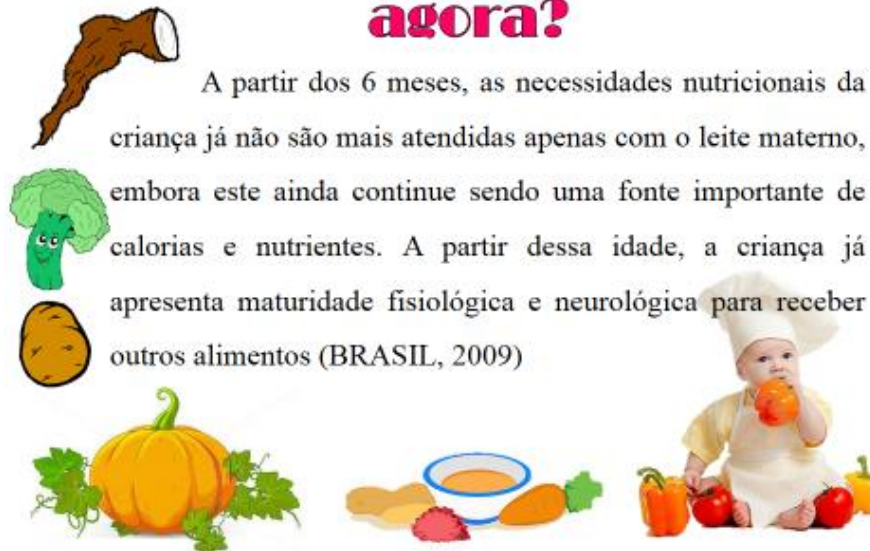 agora?
A partir dos 6 meses, as necessidades nutricionais da
criança já não são mais atendidas apenas com o leite materno,
embora este ainda continue sendo uma fonte importante de
calorias e nutrientes. A partir dessa idade, a criança já
apresenta maturidade fisiológica e neurológica para receber
outros alimentos (BRASIL, 2009)